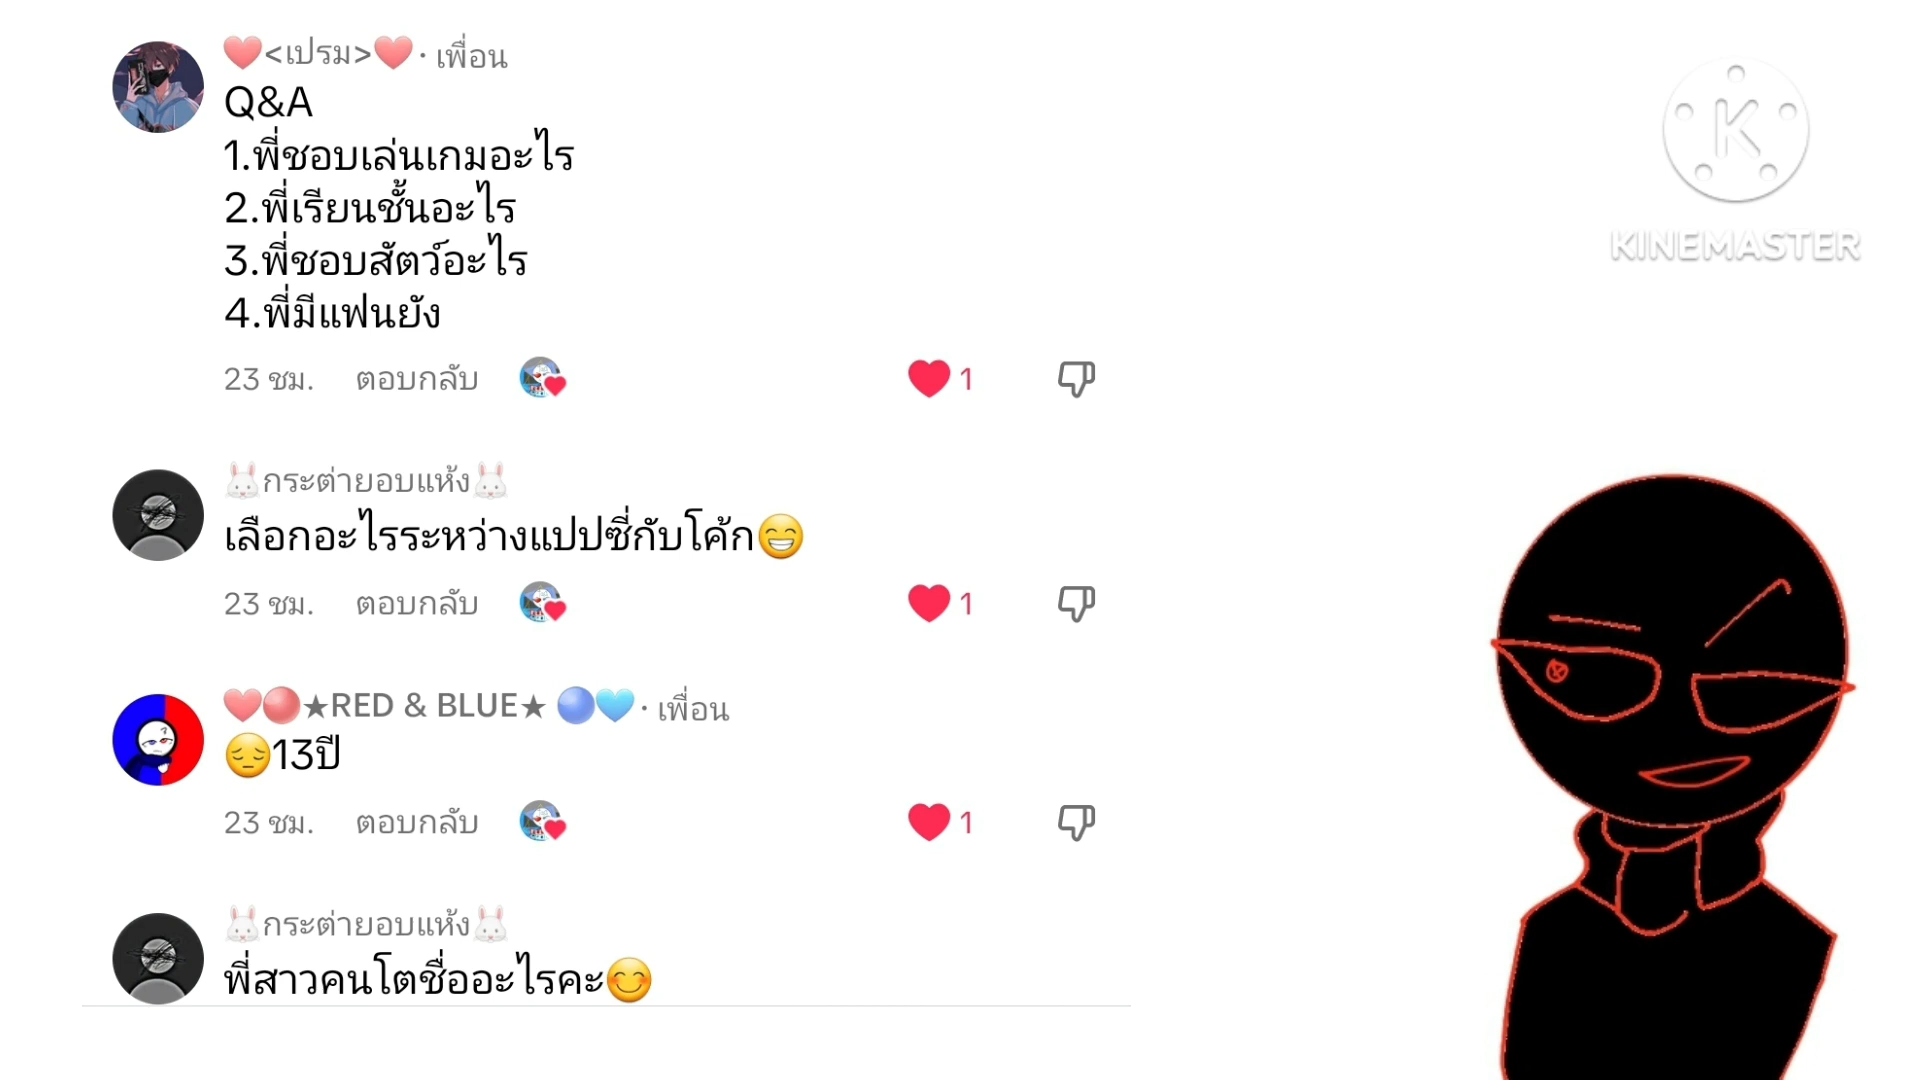 ❤️<เปรม>❤️· เพื่อน
Q&A
1.พี่ชอบเล่นเกมอะไร
2.พี่เรียนชั้นอะไร
3.พี่ชอบสัตว์อะไร
4.พี่มีแฟนยัง
23 ชม. ตอบกลับ 1
🐰กระต่ายอบแห้ง🐰
เลือกอะไรระหว่างแปปซี่กับโค้ก😁
23 ชม. ตอบกลับ 1
❤️🔴★RED & BLUE★ 🔵🩵· เพื่อน
😔13ปี
23 ชม. ตอบกลับ 1
🐰กระต่ายอบแห้ง🐰
พี่สาวคนโตชื่ออะไรคะ😊
K
KINEMASTER